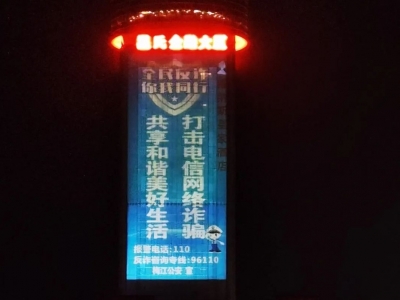 全民反诈
你我同行
打击电信网络诈骗
共享和谐美好生活
报警电话:110
反诈咨询专线:96110
江公安 宣